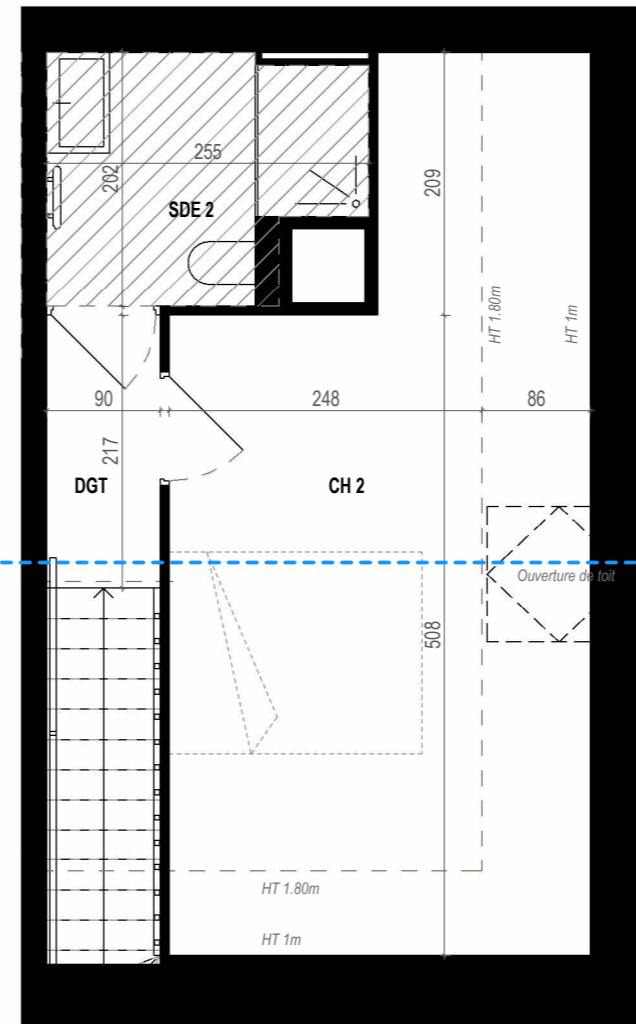 255
202
SDE 2
209
HT 1.80m
HT 1m
90
248
86
217
DGT
CH 2
Ouverture de toit
508
HT 1.80m
HT 1m